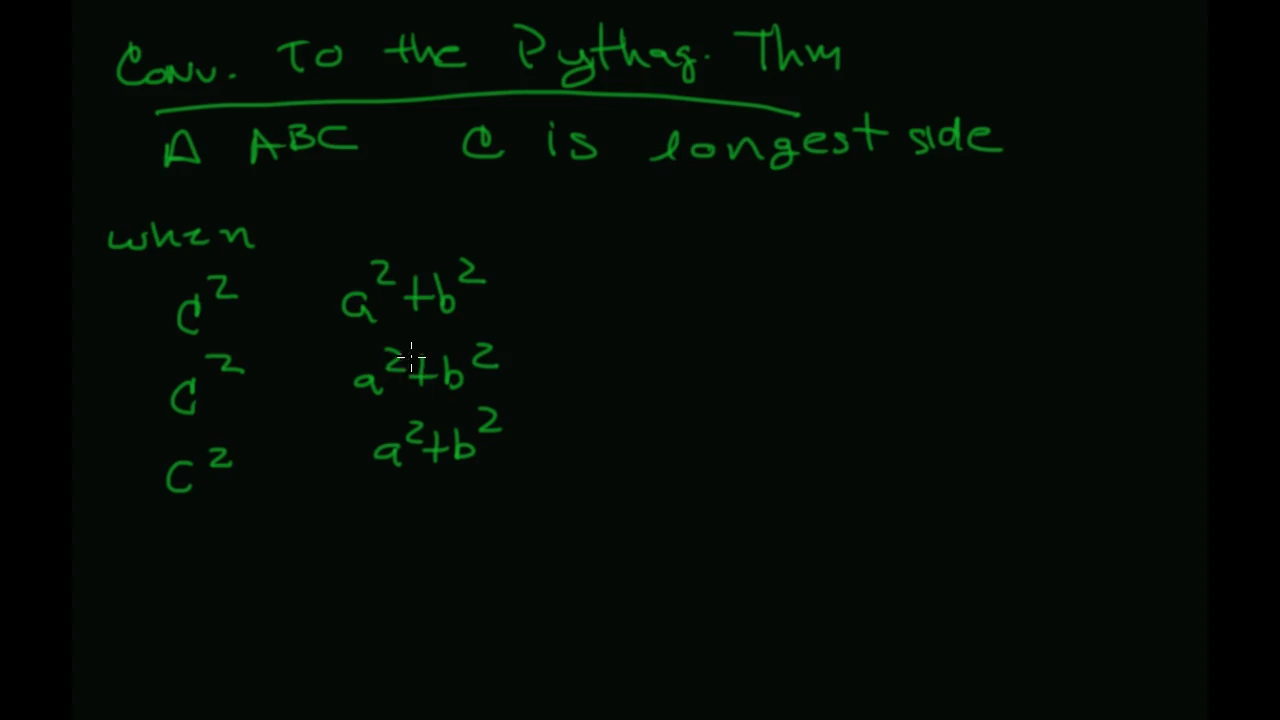 Conv. To the Pythag. Thm
Δ ABC C is longest side
when
c² a²+b²
c² a²+b²
c² a²+b²